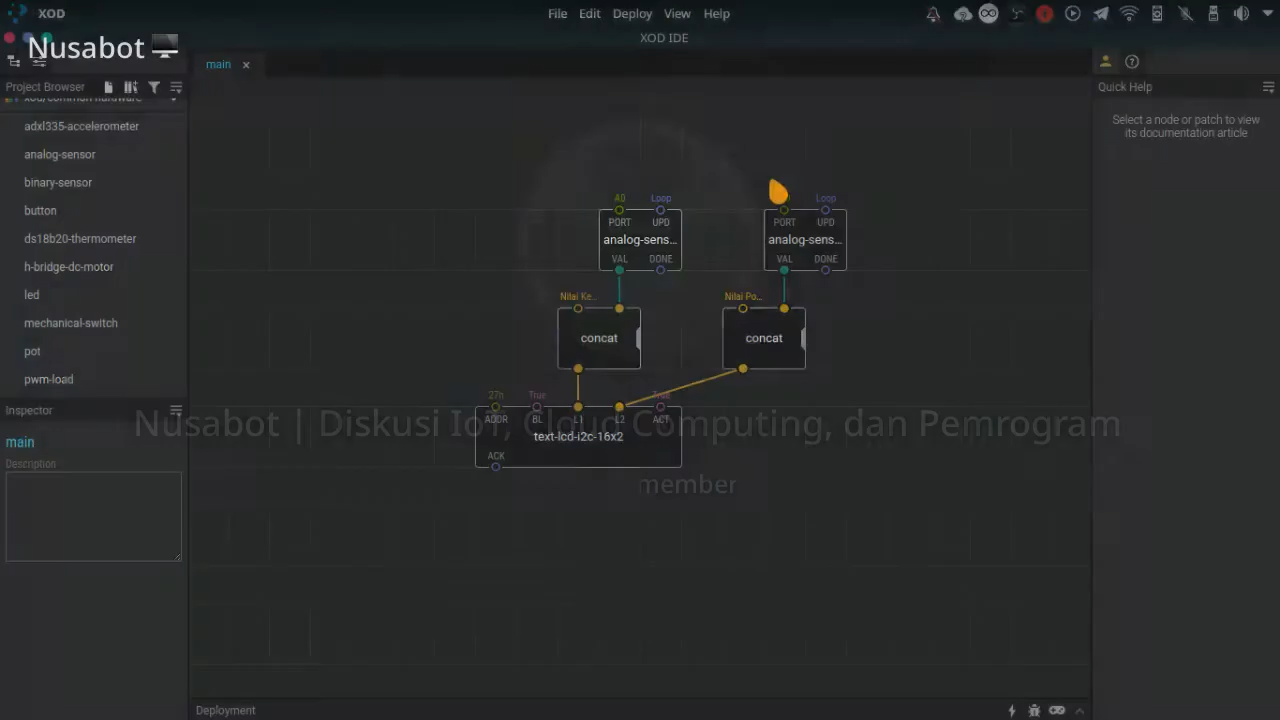 XOD
File Edit Deploy View Help
XOD IDE
Nusabot
main
Project Browser
Quick Help
xod/common-hardware
Select a node or patch to view
its documentation article
adxl335-accelerometer
analog-sensor
binary-sensor
button
ds18b20-thermometer
h-bridge-dc-motor
led
mechanical-switch
pot
pwm-load
A0 Loop
Loop
PORT UPD
PORT UPD
analog-sens...
analog-sens...
VAL DONE
VAL DONE
Nilai Ke...
Nilai Po...
concat
concat
27h True True
ADDR BL L1 L2 ACT
text-lcd-i2c-16x2
ACK
Inspector
main
Description
Nusabot | Diskusi IoT, Cloud Computing, dan Pemrogram
member
Deployment